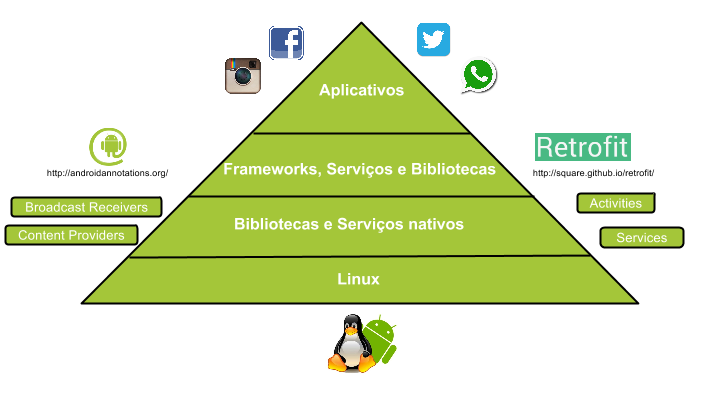 Aplicativos
Retrofit
http://androidannotations.org/
Frameworks, Serviços e Bibliotecas
http://square.github.io/retrofit/
Broadcast Receivers
Activities
Content Providers
Bibliotecas e Serviços nativos
Services
Linux